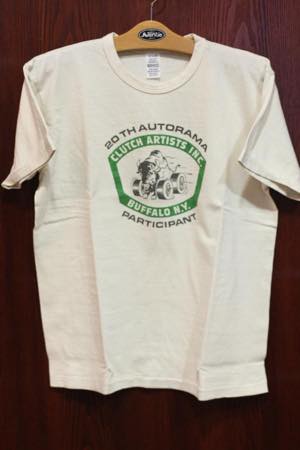 20TH AUTORAMA
CLUTCH ARTISTS INC.
BUFFALO N.Y.
PARTICIPANT